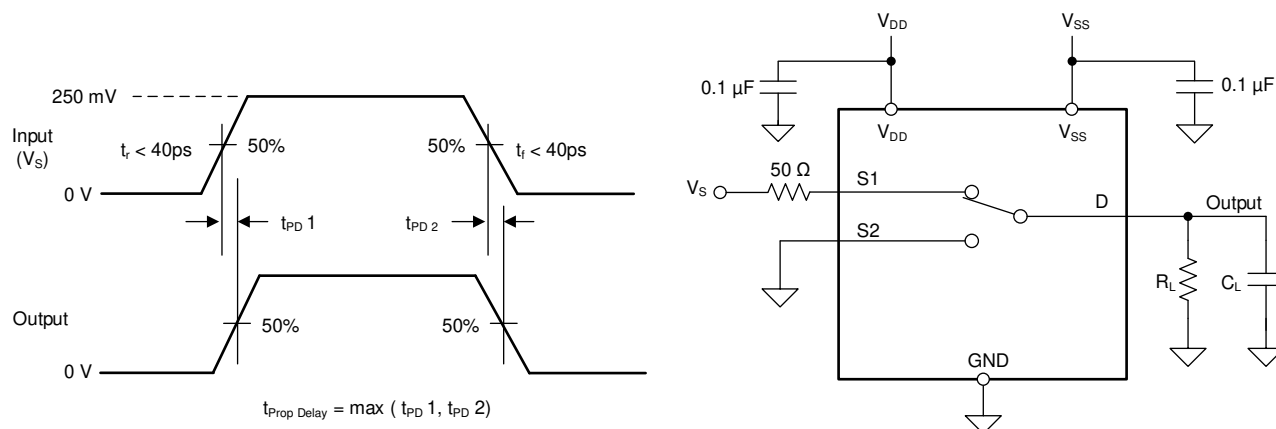 250 mV
Input
(VS)
tr < 40ps
50%
50%
tf < 40ps
0 V
tPD 1
tPD 2
Output
50%
50%
0 V
tProp Delay = max ( tPD 1, tPD 2)
VDD
VSS
0.1 µF
0.1 µF
VDD
VSS
50 Ω
VS
S1
S2
D
Output
RL
CL
GND